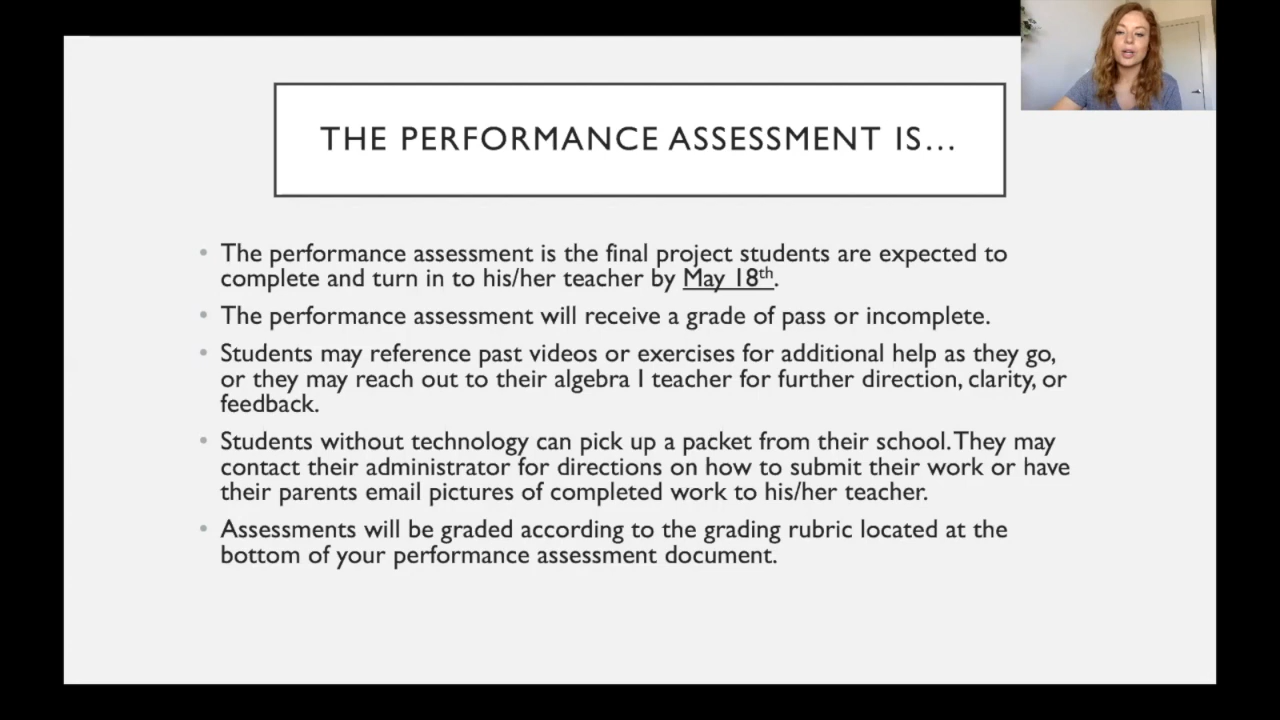 THE PERFORMANCE ASSESSMENT IS...
• The performance assessment is the final project students are expected to
complete and turn in to his/her teacher by May 18th.
• The performance assessment will receive a grade of pass or incomplete.
• Students may reference past videos or exercises for additional help as they go,
or they may reach out to their algebra I teacher for further direction, clarity, or
feedback.
• Students without technology can pick up a packet from their school. They may
contact their administrator for directions on how to submit their work or have
their parents email pictures of completed work to his/her teacher.
• Assessments will be graded according to the grading rubric located at the
bottom of your performance assessment document.